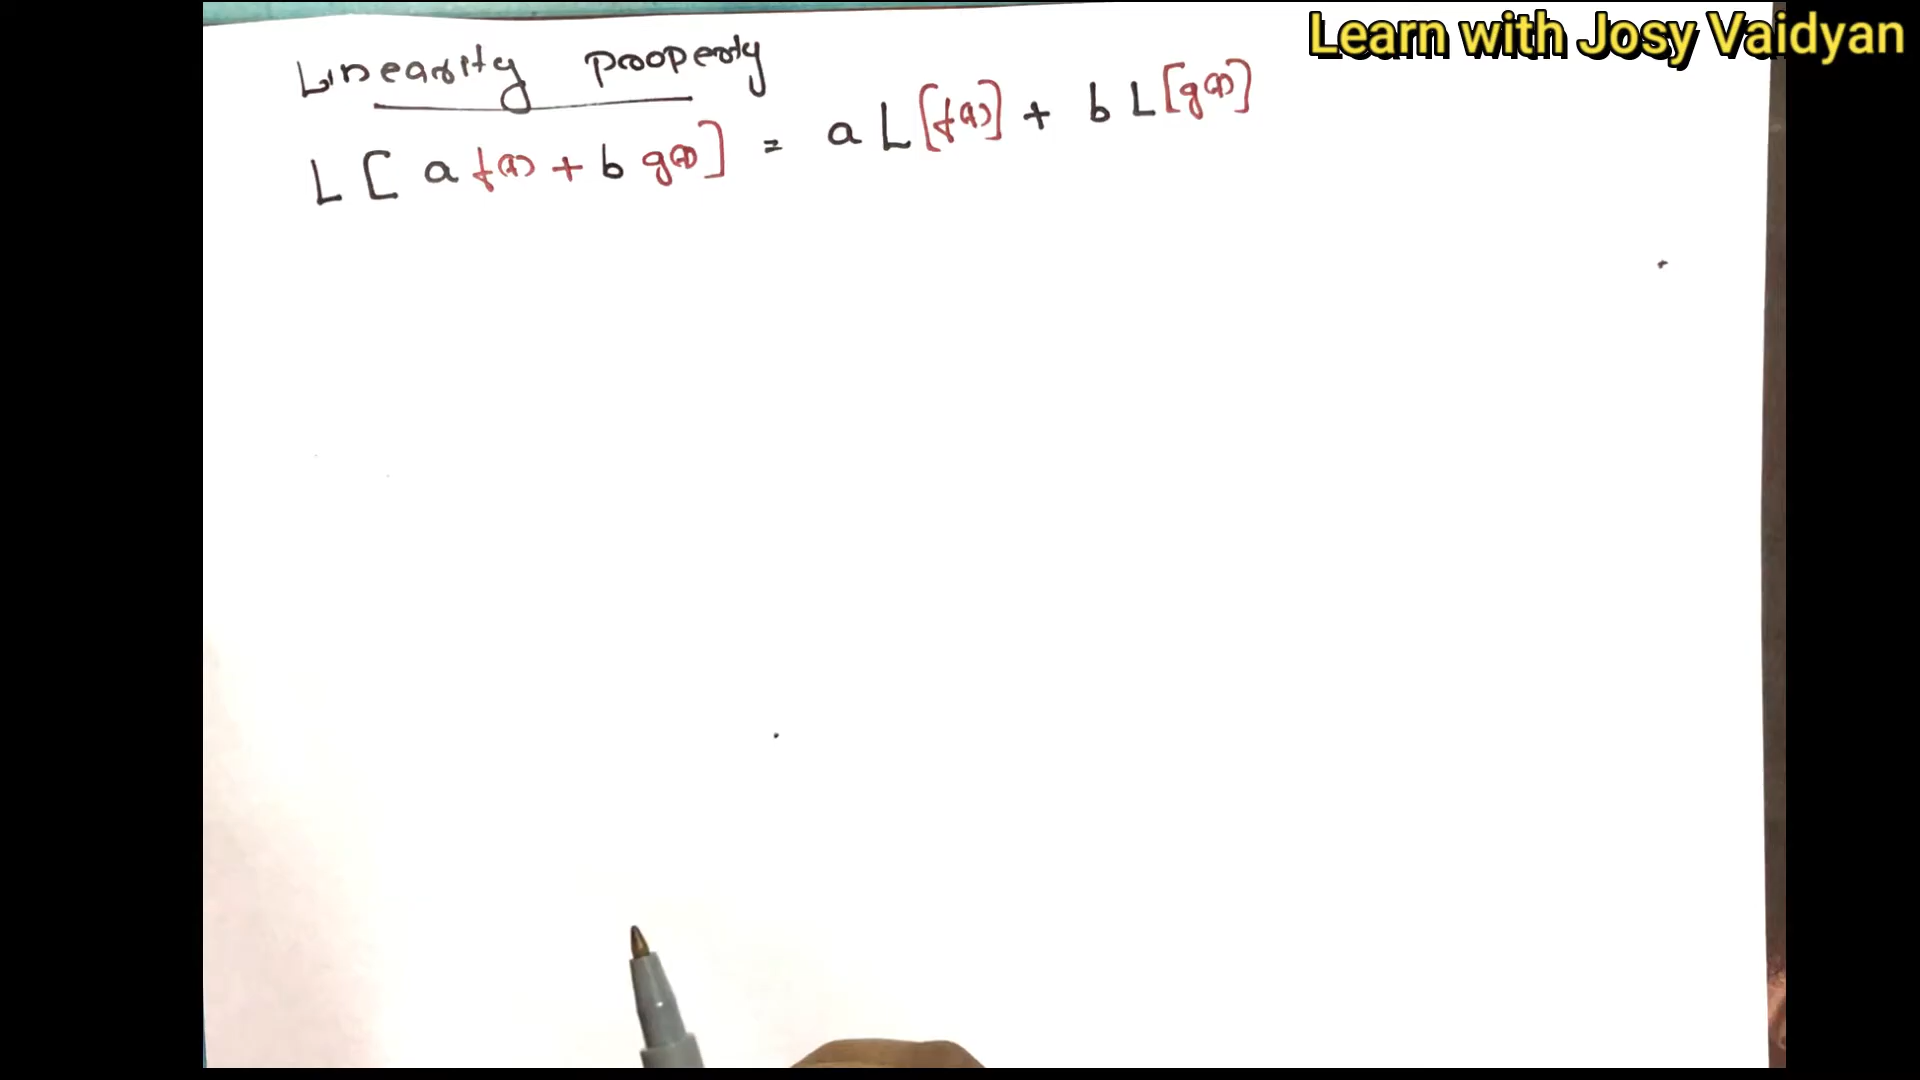 Learn with Josy Vaidyan
Linearity property
L [ a f(x) + b g(x) ] = a L [f(x)] + b L [g(x)]